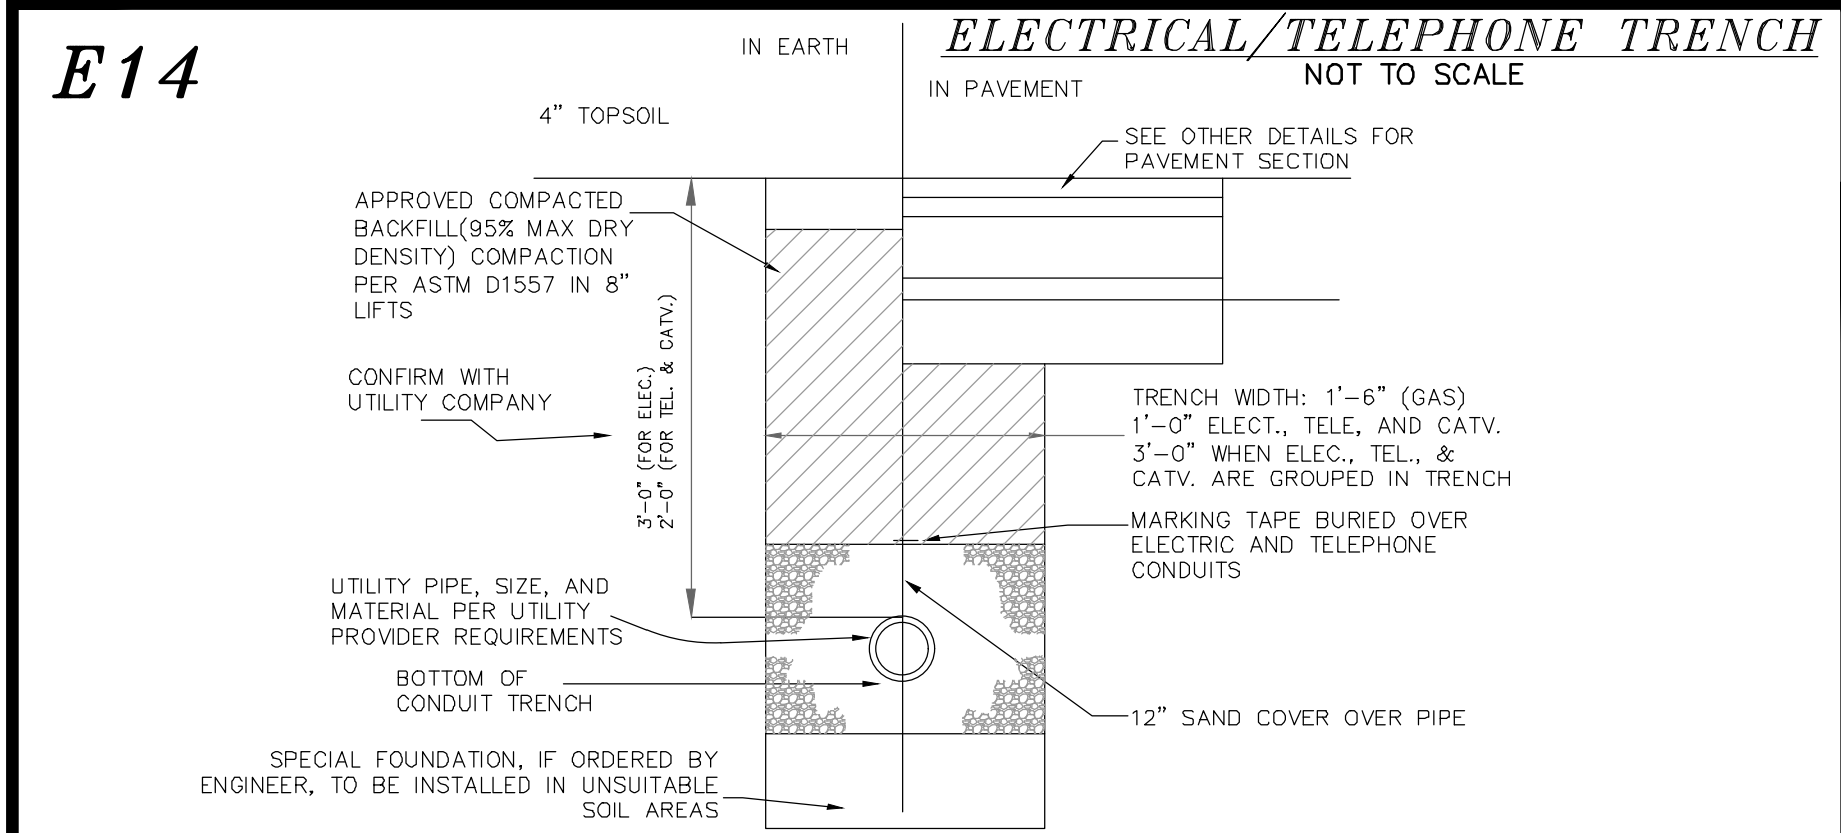 E14
ELECTRICAL/TELEPHONE TRENCH
NOT TO SCALE
IN EARTH
IN PAVEMENT
4” TOPSOIL
SEE OTHER DETAILS FOR
PAVEMENT SECTION
APPROVED COMPACTED
BACKFILL(95% MAX DRY
DENSITY) COMPACTION
PER ASTM D1557 IN 8”
LIFTS
CONFIRM WITH
UTILITY COMPANY
3’-0” (FOR ELEC.)
2’-0” (FOR TEL. & CATV.)
TRENCH WIDTH: 1’-6” (GAS)
1’-0” ELECT., TELE, AND CATV.
3’-0” WHEN ELEC., TEL., &
CATV. ARE GROUPED IN TRENCH
MARKING TAPE BURIED OVER
ELECTRIC AND TELEPHONE
CONDUITS
UTILITY PIPE, SIZE, AND
MATERIAL PER UTILITY
PROVIDER REQUIREMENTS
BOTTOM OF
CONDUIT TRENCH
12” SAND COVER OVER PIPE
SPECIAL FOUNDATION, IF ORDERED BY
ENGINEER, TO BE INSTALLED IN UNSUITABLE
SOIL AREAS